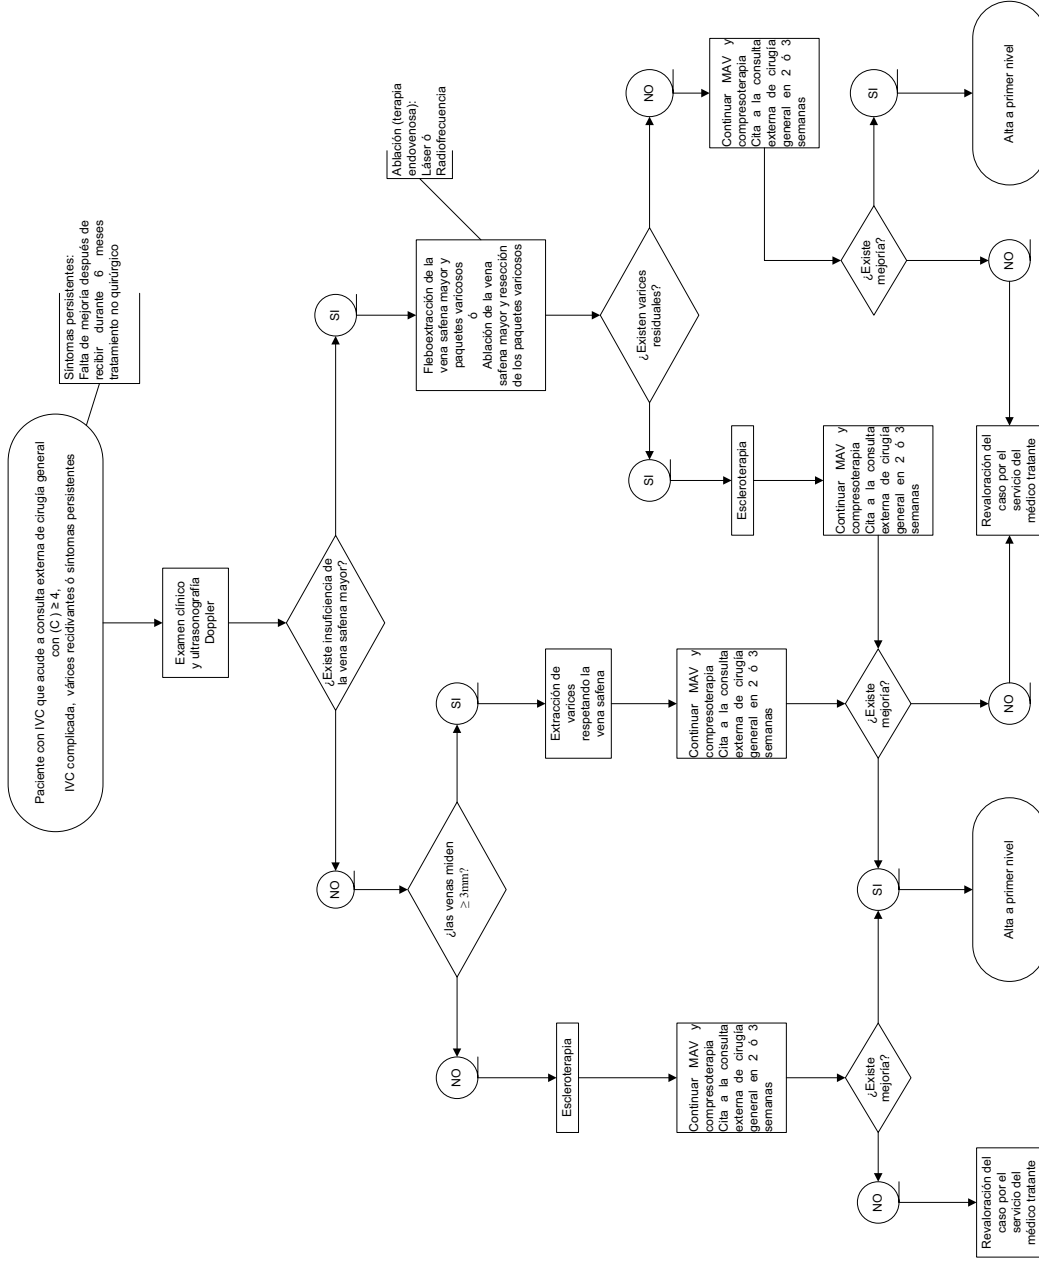 Paciente con IVC que acude a consulta externa de cirugía general
con (C ) ≥ 4,
IVC complicada, várices recidivantes ó síntomas persistentes
Síntomas persistentes:
Falta de mejoría después de
recibir durante 6 meses
tratamiento no quirúrgico
Examen clínico
y ultrasonografía
Doppler
¿Existe insuficiencia de
la vena safena mayor?
NO
SI
¿las venas miden
≥ 3mm?
NO
SI
Fleboextracción de la
vena safena mayor y
paquetes varicosos
ó
Ablación de la vena
safena mayor y resección
de los paquetes varicosos
Ablación (terapia
endovenosa):
Láser ó
Radiofrecuencia
Escleroterapia
Extracción de
varices
respetando la
vena safena
¿Existen varices
residuales?
SI
NO
Continuar MAV y
compresoterapia
Cita a la consulta
externa de cirugía
general en 2 ó 3
semanas
Continuar MAV y
compresoterapia
Cita a la consulta
externa de cirugía
general en 2 ó 3
semanas
Escleroterapia
Continuar MAV y
compresoterapia
Cita a la consulta
externa de cirugía
general en 2 ó 3
semanas
Continuar MAV y
compresoterapia
Cita a la consulta
externa de cirugía
general en 2 ó 3
semanas
¿Existe
mejoría?
¿Existe
mejoría?
¿Existe
mejoría?
NO
SI
NO
NO
SI
Revaloración del
caso por el
servicio del
médico tratante
Alta a primer nivel
Revaloración del
caso por el
servicio del
médico tratante
Alta a primer nivel